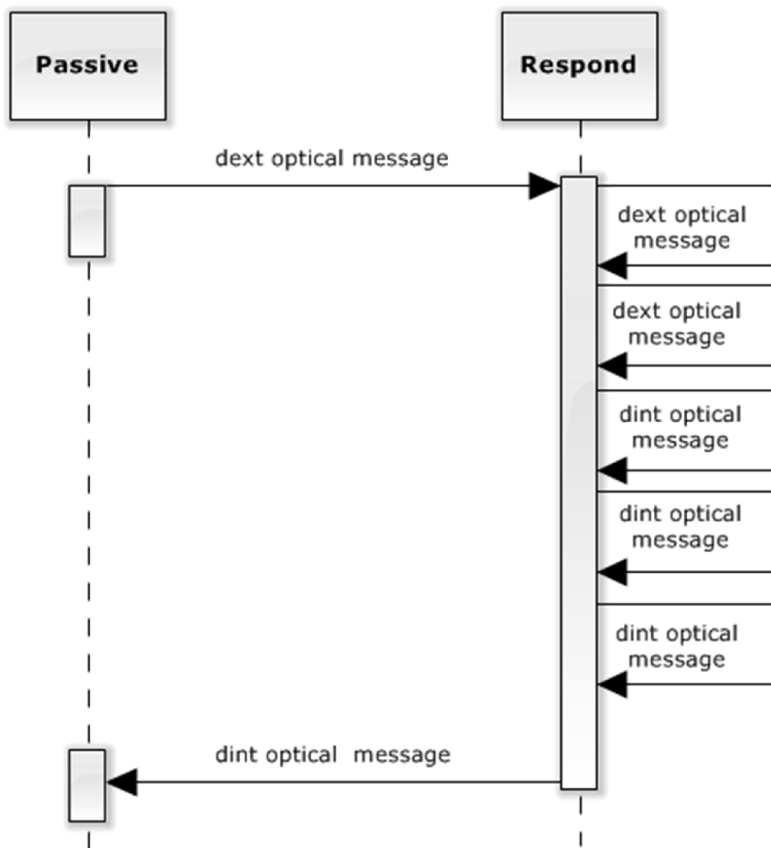 Passive
Respond
dext optical message
dext optical
message
dext optical
message
dint optical
message
dint optical
message
dint optical
message
dint optical  message